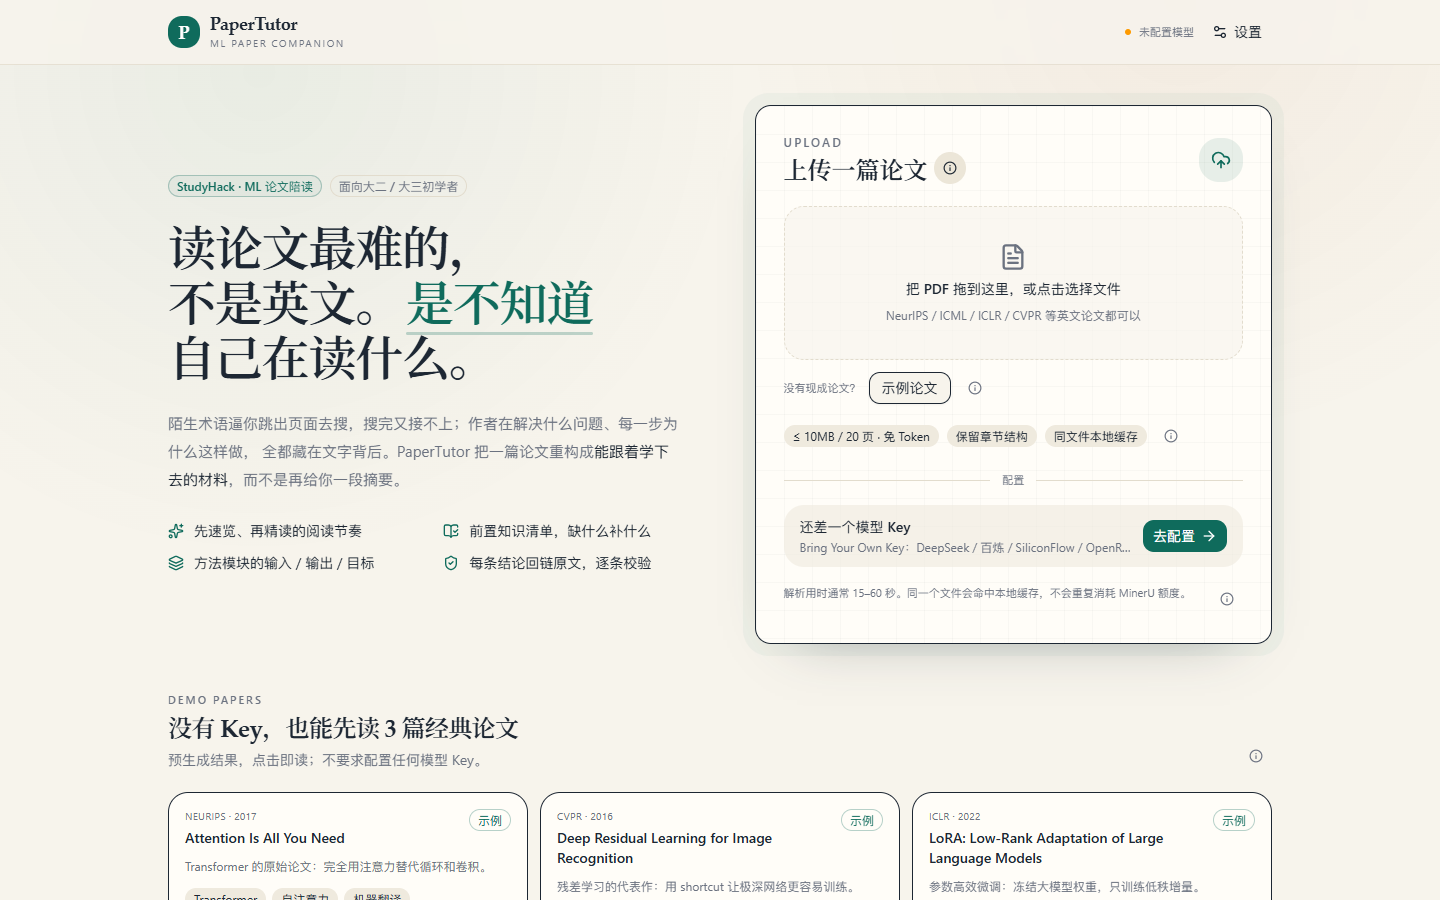 P
PaperTutor
ML PAPER COMPANION
未配置模型
设置
StudyHack · ML 论文陪读
面向大二 / 大三初学者
读论文最难的，
不是英文。是不知道
自己在读什么。
陌生术语逼你跳出页面去搜，搜完又接不上；作者在解决什么问题、每一步为
什么这样做， 全都藏在文字背后。PaperTutor 把一篇论文重构成能跟着学下
去的材料，而不是再给你一段摘要。
先速览、再精读的阅读节奏
前置知识清单，缺什么补什么
方法模块的输入 / 输出 / 目标
每条结论回链原文，逐条校验
UPLOAD
上传一篇论文
把 PDF 拖到这里，或点击选择文件
NeurIPS / ICML / ICLR / CVPR 等英文论文都可以
没有现成论文？
示例论文
≤ 10MB / 20 页 · 免 Token
保留章节结构
同文件本地缓存
配置
还差一个模型 Key
Bring Your Own Key：DeepSeek / 百炼 / SiliconFlow / OpenR...
去配置
解析用时通常 15–60 秒。同一个文件会命中本地缓存，不会重复消耗 MinerU 额度。
DEMO PAPERS
没有 Key，也能先读 3 篇经典论文
预生成结果，点击即读；不要求配置任何模型 Key。
NEURIPS · 2017
示例
Attention Is All You Need
Transformer 的原始论文：完全用注意力替代循环和卷积。
Transformer
自注意力
机器翻译
CVPR · 2016
示例
Deep Residual Learning for Image
Recognition
残差学习的代表作：用 shortcut 让极深网络更容易训练。
ICLR · 2022
示例
LoRA: Low-Rank Adaptation of Large
Language Models
参数高效微调：冻结大模型权重，只训练低秩增量。